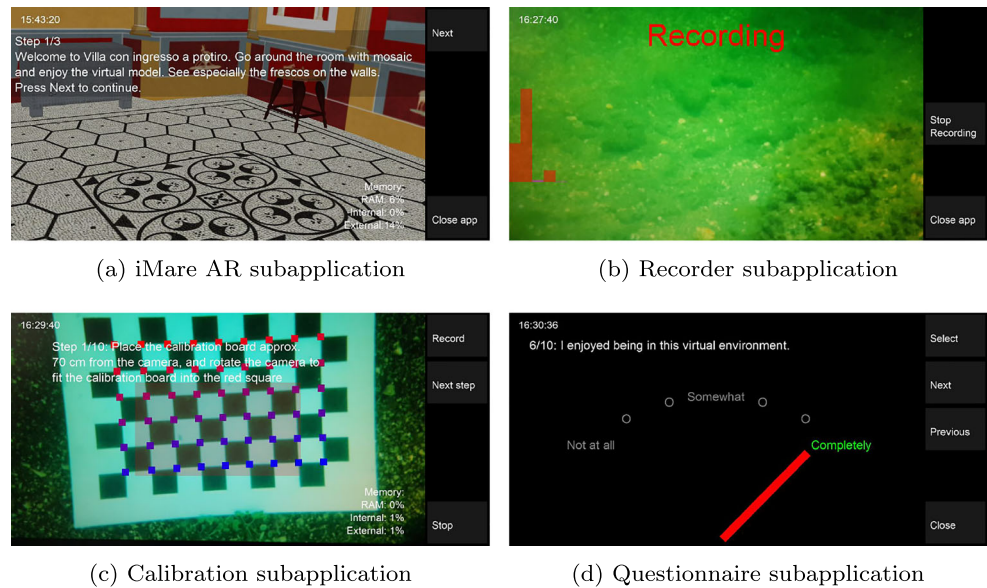 15:43:20
Step 1/3
Welcome to Villa con ingresso a protiro. Go around the room with mosaic
and enjoy the virtual model. See especially the frescos on the walls.
Press Next to continue.
Next
Memory:
RAM: 6%
Internal: 0%
External:14%
Close app
(a) iMare AR subapplication
16:27:40
Recording
Stop
Recording
Close app
(b) Recorder subapplication
16:29:40
Step 1/10: Place the calibration board approx.
70 cm from the camera, and rotate the camera to
fit the calibration board into the red square
Record
Next step
Memory:
RAM: 0%
Internal: 1%
External: 1%
Stop
(c) Calibration subapplication
16:30:36
6/10: I enjoyed being in this virtual environment.
Somewhat
Not at all
Completely
Select
Next
Previous
Close
(d) Questionnaire subapplication